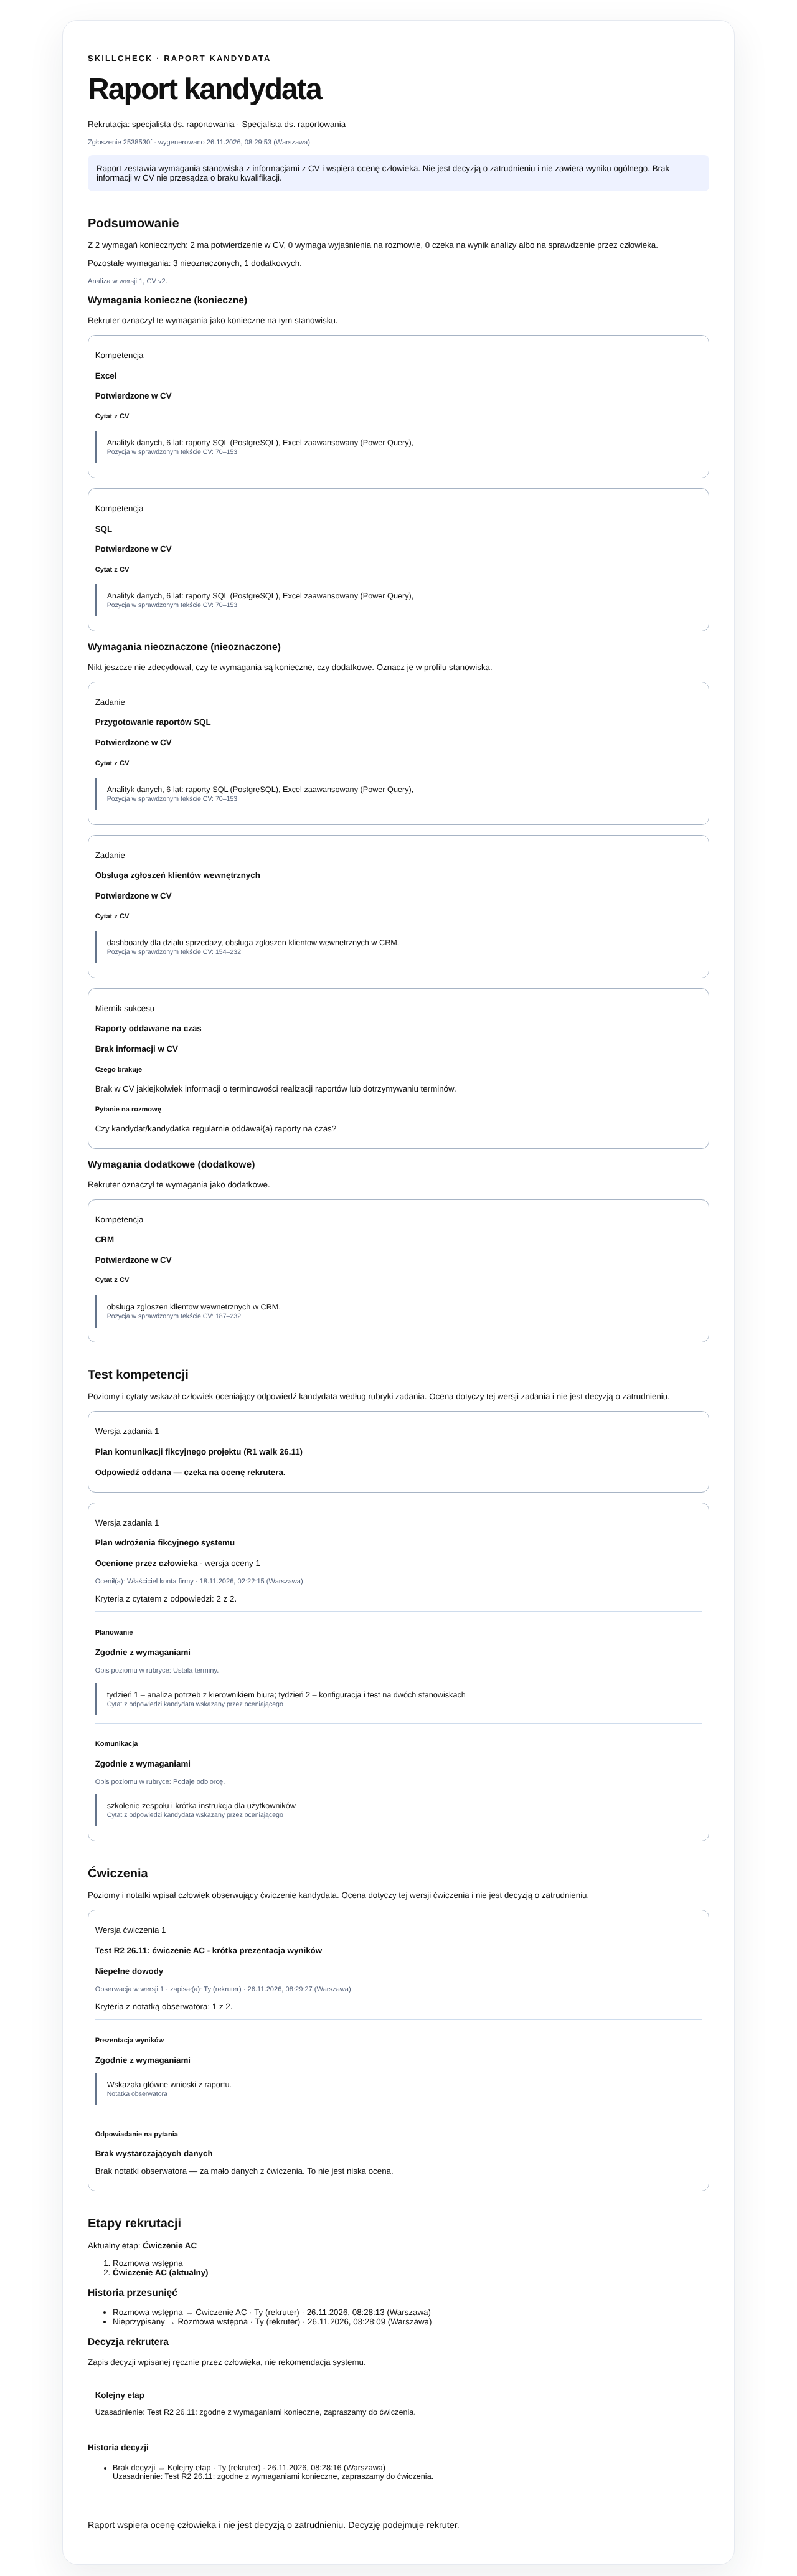 SKILLCHECK · RAPORT KANDYDATA
Raport kandydata
Rekrutacja: specjalista ds. raportowania · Specjalista ds. raportowania
Zgłoszenie 2538530f · wygenerowano 26.11.2026, 08:29:53 (Warszawa)
Raport zestawia wymagania stanowiska z informacjami z CV i wspiera ocenę człowieka. Nie jest decyzją o zatrudnieniu i nie zawiera wyniku ogólnego. Brak
informacji w CV nie przesądza o braku kwalifikacji.
Podsumowanie
Z 2 wymagań koniecznych: 2 ma potwierdzenie w CV, 0 wymaga wyjaśnienia na rozmowie, 0 czeka na wynik analizy albo na sprawdzenie przez człowieka.
Pozostałe wymagania: 3 nieoznaczonych, 1 dodatkowych.
Analiza w wersji 1, CV v2.
Wymagania konieczne (konieczne)
Rekruter oznaczył te wymagania jako konieczne na tym stanowisku.
Kompetencja
Excel
Potwierdzone w CV
Cytat z CV
Analityk danych, 6 lat: raporty SQL (PostgreSQL), Excel zaawansowany (Power Query),
Pozycja w sprawdzonym tekście CV: 70–153
Kompetencja
SQL
Potwierdzone w CV
Cytat z CV
Analityk danych, 6 lat: raporty SQL (PostgreSQL), Excel zaawansowany (Power Query),
Pozycja w sprawdzonym tekście CV: 70–153
Wymagania nieoznaczone (nieoznaczone)
Nikt jeszcze nie zdecydował, czy te wymagania są konieczne, czy dodatkowe. Oznacz je w profilu stanowiska.
Zadanie
Przygotowanie raportów SQL
Potwierdzone w CV
Cytat z CV
Analityk danych, 6 lat: raporty SQL (PostgreSQL), Excel zaawansowany (Power Query),
Pozycja w sprawdzonym tekście CV: 70–153
Zadanie
Obsługa zgłoszeń klientów wewnętrznych
Potwierdzone w CV
Cytat z CV
dashboardy dla dzialu sprzedazy, obsluga zgloszen klientow wewnetrznych w CRM.
Pozycja w sprawdzonym tekście CV: 154–232
Miernik sukcesu
Raporty oddawane na czas
Brak informacji w CV
Czego brakuje
Brak w CV jakiejkolwiek informacji o terminowości realizacji raportów lub dotrzymywaniu terminów.
Pytanie na rozmowę
Czy kandydat/kandydatka regularnie oddawał(a) raporty na czas?
Wymagania dodatkowe (dodatkowe)
Rekruter oznaczył te wymagania jako dodatkowe.
Kompetencja
CRM
Potwierdzone w CV
Cytat z CV
obsluga zgloszen klientow wewnetrznych w CRM.
Pozycja w sprawdzonym tekście CV: 187–232
Test kompetencji
Poziomy i cytaty wskazał człowiek oceniający odpowiedź kandydata według rubryki zadania. Ocena dotyczy tej wersji zadania i nie jest decyzją o zatrudnieniu.
Wersja zadania 1
Plan komunikacji fikcyjnego projektu (R1 walk 26.11)
Odpowiedź oddana — czeka na ocenę rekrutera.
Wersja zadania 1
Plan wdrożenia fikcyjnego systemu
Ocenione przez człowieka · wersja oceny 1
Ocenił(a): Właściciel konta firmy · 18.11.2026, 02:22:15 (Warszawa)
Kryteria z cytatem z odpowiedzi: 2 z 2.
Planowanie
Zgodnie z wymaganiami
Opis poziomu w rubryce: Ustala terminy.
tydzień 1 – analiza potrzeb z kierownikiem biura; tydzień 2 – konfiguracja i test na dwóch stanowiskach
Cytat z odpowiedzi kandydata wskazany przez oceniającego
Komunikacja
Zgodnie z wymaganiami
Opis poziomu w rubryce: Podaje odbiorcę.
szkolenie zespołu i krótka instrukcja dla użytkowników
Cytat z odpowiedzi kandydata wskazany przez oceniającego
Ćwiczenia
Poziomy i notatki wpisał człowiek obserwujący ćwiczenie kandydata. Ocena dotyczy tej wersji ćwiczenia i nie jest decyzją o zatrudnieniu.
Wersja ćwiczenia 1
Test R2 26.11: ćwiczenie AC - krótka prezentacja wyników
Niepełne dowody
Obserwacja w wersji 1 · zapisał(a): Ty (rekruter) · 26.11.2026, 08:29:27 (Warszawa)
Kryteria z notatką obserwatora: 1 z 2.
Prezentacja wyników
Zgodnie z wymaganiami
Wskazała główne wnioski z raportu.
Notatka obserwatora
Odpowiadanie na pytania
Brak wystarczających danych
Brak notatki obserwatora — za mało danych z ćwiczenia. To nie jest niska ocena.
Etapy rekrutacji
Aktualny etap: Ćwiczenie AC
1. Rozmowa wstępna
2. Ćwiczenie AC (aktualny)
Historia przesunięć
• Rozmowa wstępna → Ćwiczenie AC · Ty (rekruter) · 26.11.2026, 08:28:13 (Warszawa)
• Nieprzypisany → Rozmowa wstępna · Ty (rekruter) · 26.11.2026, 08:28:09 (Warszawa)
Decyzja rekrutera
Zapis decyzji wpisanej ręcznie przez człowieka, nie rekomendacja systemu.
Kolejny etap
Uzasadnienie: Test R2 26.11: zgodne z wymaganiami konieczne, zapraszamy do ćwiczenia.
Historia decyzji
• Brak decyzji → Kolejny etap · Ty (rekruter) · 26.11.2026, 08:28:16 (Warszawa)
Uzasadnienie: Test R2 26.11: zgodne z wymaganiami konieczne, zapraszamy do ćwiczenia.
Raport wspiera ocenę człowieka i nie jest decyzją o zatrudnieniu. Decyzję podejmuje rekruter.